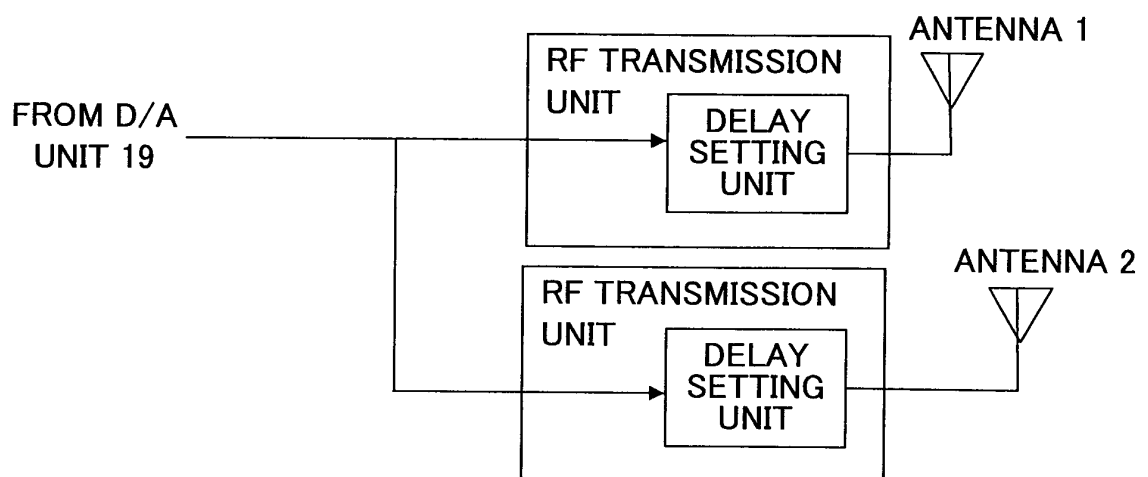 ANTENNA 1
RF TRANSMISSION
UNIT
FROM D/A
UNIT 19
DELAY
SETTING
UNIT
ANTENNA 2
RF TRANSMISSION
UNIT
DELAY
SETTING
UNIT